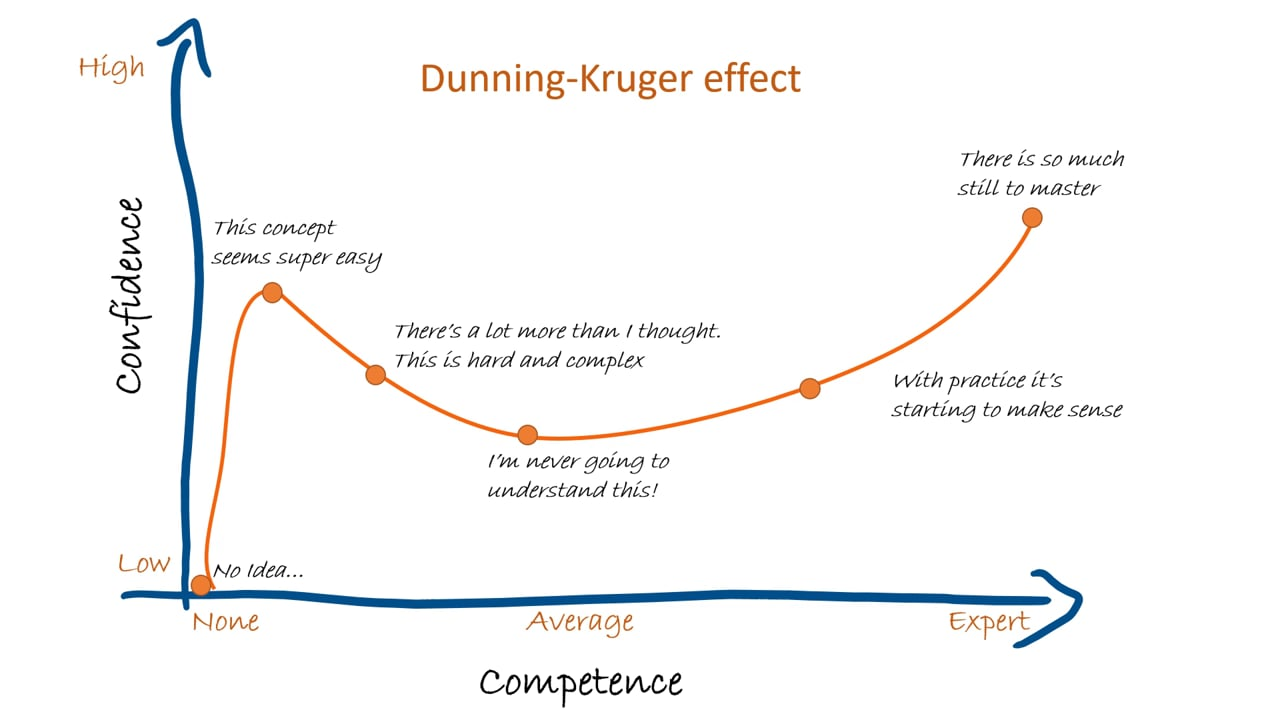 Dunning-Kruger effect
High
Confidence
Low
There is so much
still to master
This concept
seems super easy
There's a lot more than I thought.
This is hard and complex
With practice it's
starting to make sense
I'm never going to
understand this!
No Idea...
None
Average
Expert
Competence